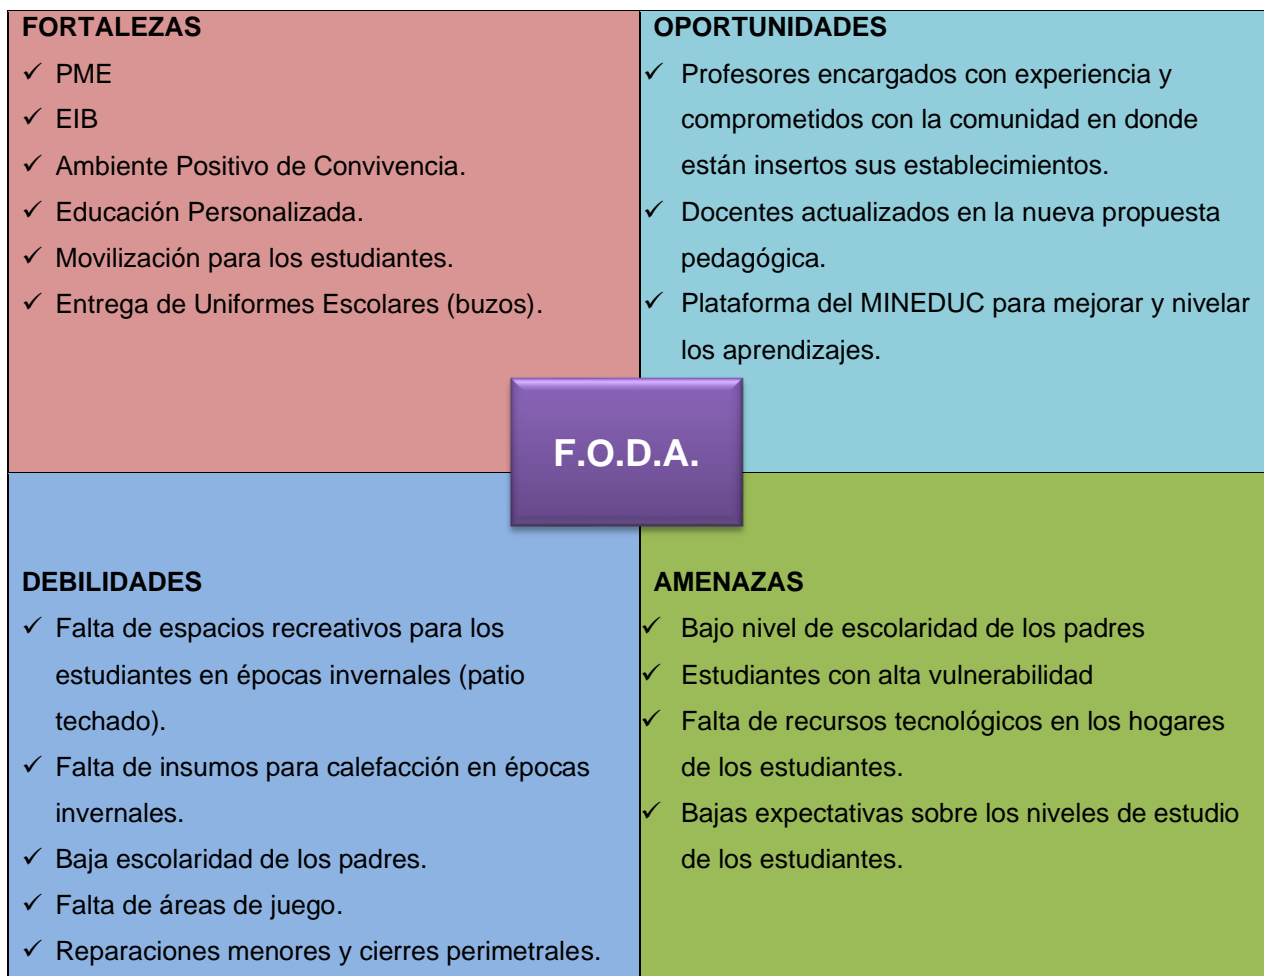 FORTALEZAS
✓ PME
✓ EIB
✓ Ambiente Positivo de Convivencia.
✓ Educación Personalizada.
✓ Movilización para los estudiantes.
✓ Entrega de Uniformes Escolares (buzos).
OPORTUNIDADES
✓ Profesores encargados con experiencia y
comprometidos con la comunidad en donde
están insertos sus establecimientos.
✓ Docentes actualizados en la nueva propuesta
pedagógica.
✓ Plataforma del MINEDUC para mejorar y nivelar
los aprendizajes.
F.O.D.A.
DEBILIDADES
✓ Falta de espacios recreativos para los
estudiantes en épocas invernales (patio
techado).
✓ Falta de insumos para calefacción en épocas
invernales.
✓ Baja escolaridad de los padres.
✓ Falta de áreas de juego.
✓ Reparaciones menores y cierres perimetrales.
AMENAZAS
✓ Bajo nivel de escolaridad de los padres
✓ Estudiantes con alta vulnerabilidad
✓ Falta de recursos tecnológicos en los hogares
de los estudiantes.
✓ Bajas expectativas sobre los niveles de estudio
de los estudiantes.